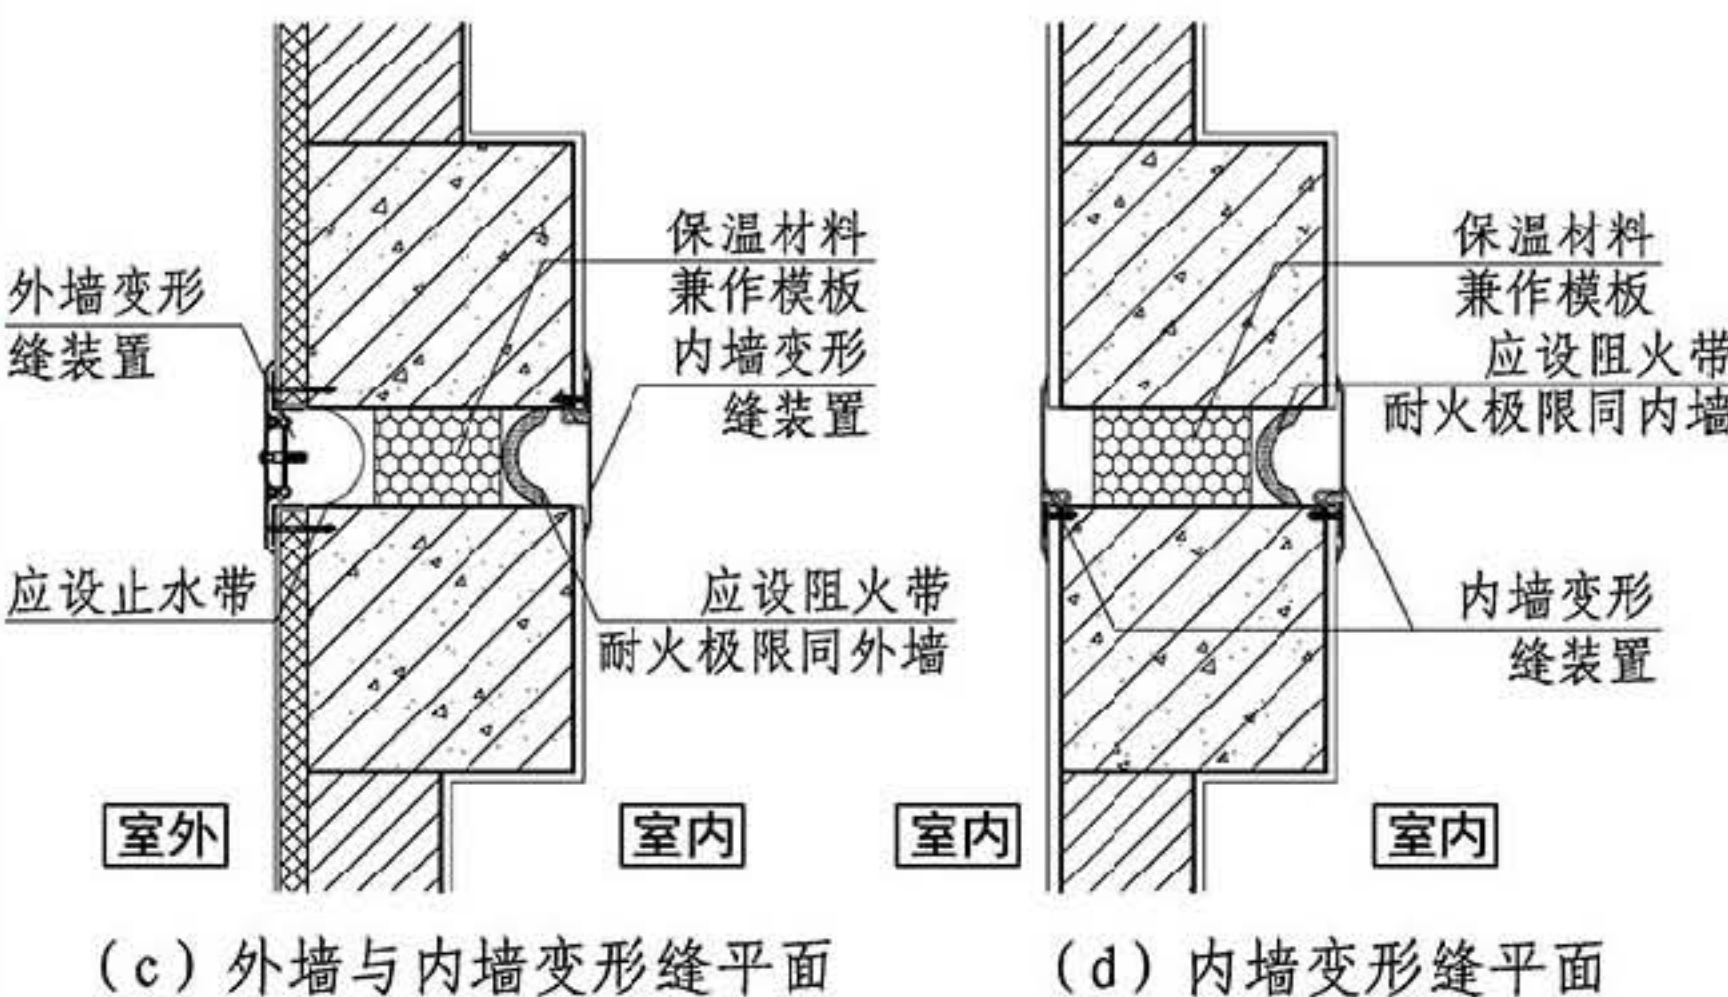 外墙变形
缝装置
应设止水带
保温材料
兼作模板
内墙变形
缝装置
应设阻火带
耐火极限同外墙
室外
室内
(c) 外墙与内墙变形缝平面
保温材料
兼作模板
应设阻火带
耐火极限同内墙
内墙变形
缝装置
室内
室内
(d) 内墙变形缝平面